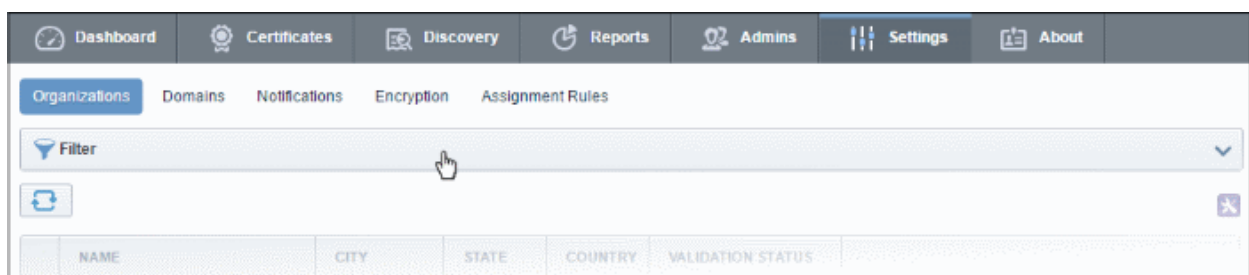 Dashboard Certificates Discovery Reports Admins Settings About
Organizations Domains Notifications Encryption Assignment Rules
Filter
NAME CITY STATE COUNTRY VALIDATION STATUS